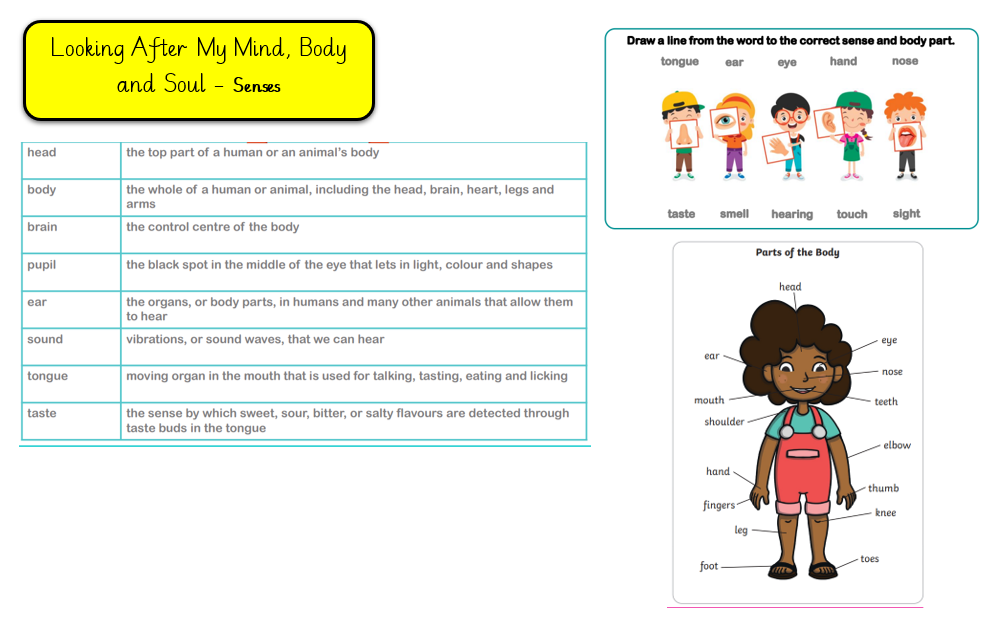 Looking After My Mind, Body
and Soul – Senses
head the top part of a human or an animal's body
body the whole of a human or animal, including the head, brain, heart, legs and
arms
brain the control centre of the body
pupil the black spot in the middle of the eye that lets in light, colour and shapes
ear the organs, or body parts, in humans and many other animals that allow them
to hear
sound vibrations, or sound waves, that we can hear
tongue moving organ in the mouth that is used for talking, tasting, eating and licking
taste the sense by which sweet, sour, bitter, or salty flavours are detected through
taste buds in the tongue
Draw a line from the word to the correct sense and body part.
tongue ear eye hand nose
taste smell hearing touch sight
Parts of the Body
head
eye
ear
nose
mouth
teeth
shoulder
elbow
hand
thumb
fingers
knee
leg
toes
foot